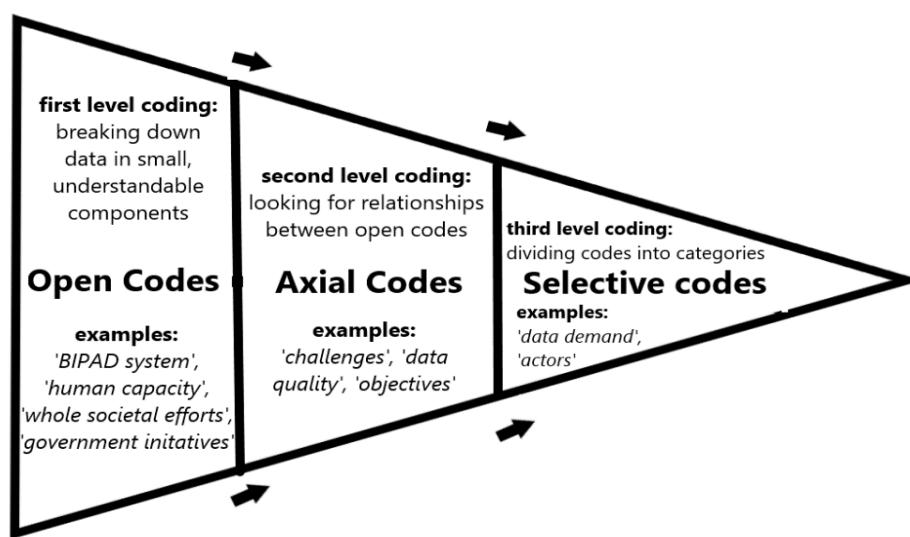 first level coding:
breaking down
data in small,
understandable
components
Open Codes
examples:
'BIPAD system',
'human capacity',
'whole societal efforts',
'government initatives'
second level coding:
looking for relationships
between open codes
Axial Codes
examples:
'challenges', 'data
quality', 'objectives'
third level coding:
dividing codes into categories
Selective codes
examples:
'data demand',
'actors'